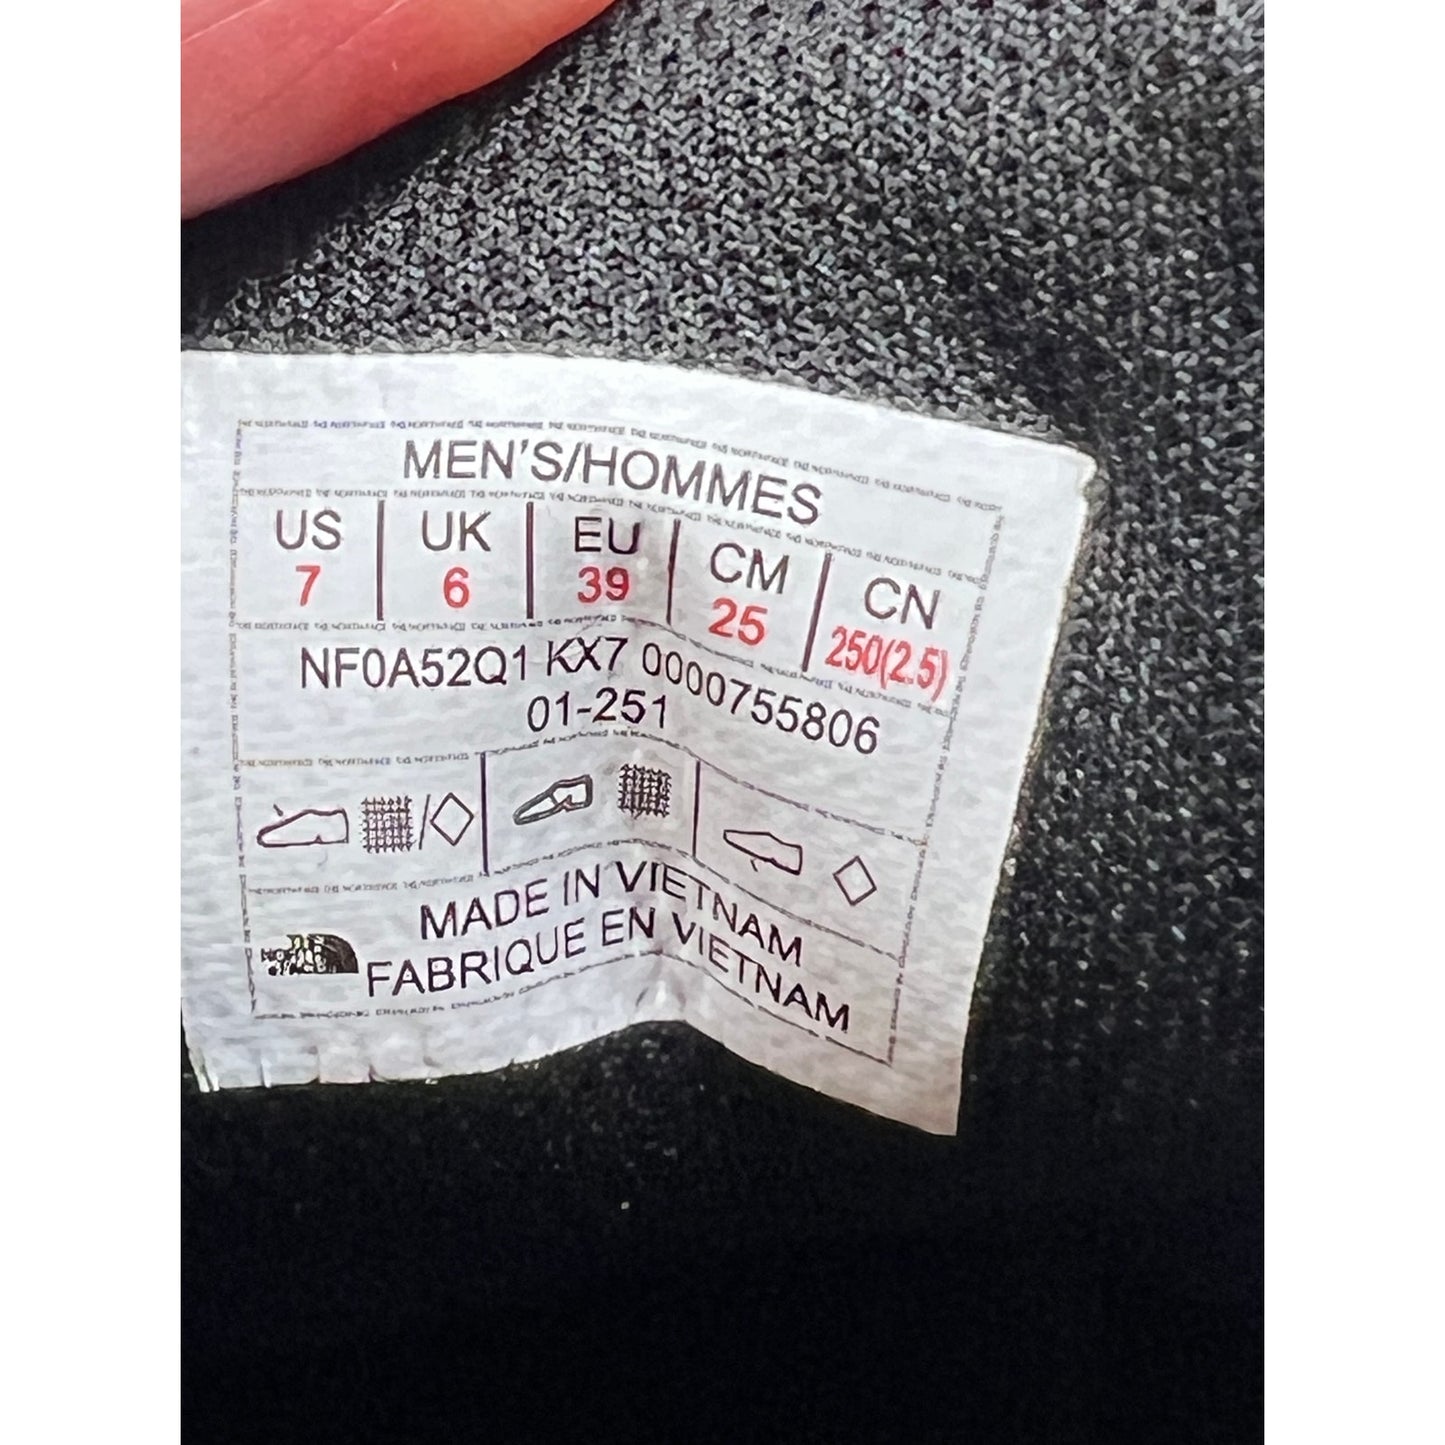 MEN'S/HOMMES
US UK EU CM CN
7 6 39 25 250(2.5)
NF0A52Q1 KX7 0000755806
01-251
MADE IN VIETNAM
FABRIQUE EN VIETNAM